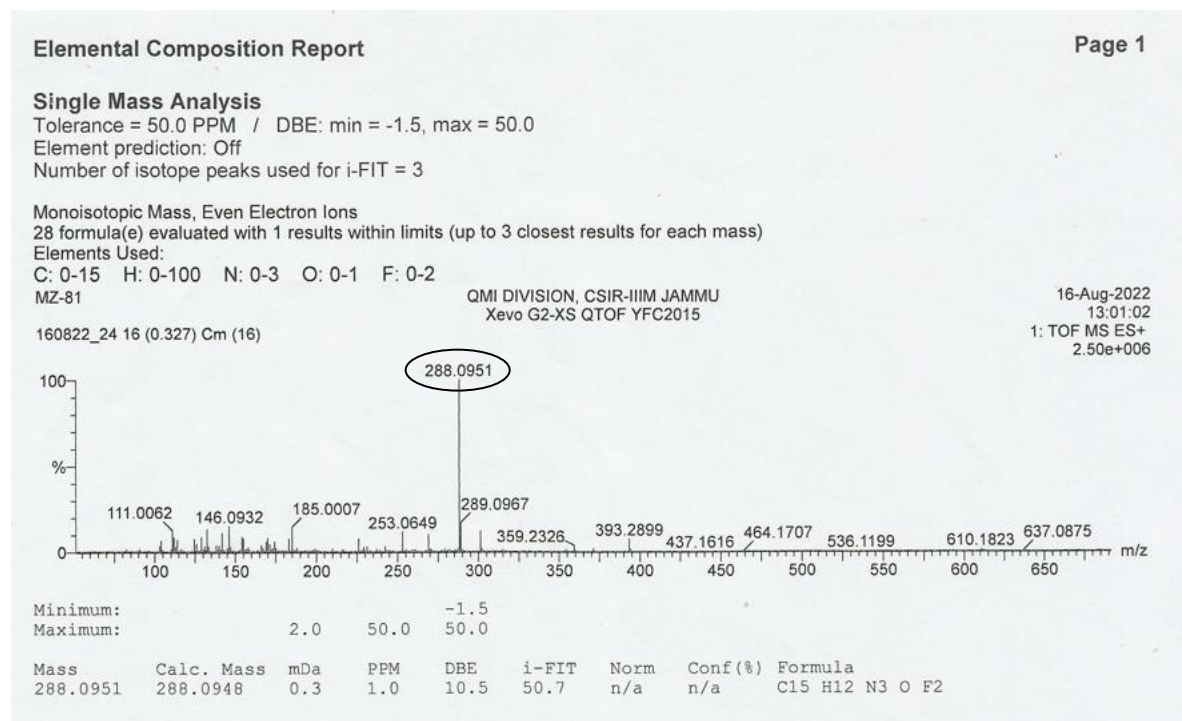 Elemental Composition Report
Page 1
Single Mass Analysis
Tolerance = 50.0 PPM / DBE: min = -1.5, max = 50.0
Element prediction: Off
Number of isotope peaks used for i-FIT = 3
Monoisotopic Mass, Even Electron Ions
28 formula(e) evaluated with 1 results within limits (up to 3 closest results for each mass)
Elements Used:
C: 0-15 H: 0-100 N: 0-3 O: 0-1 F: 0-2
MZ-81
QMI DIVISION, CSIR-IIIM JAMMU
16-Aug-2022
Xevo G2-XS QTOF YFC2015
13:01:02
160822_24 16 (0.327) Cm (16)
1: TOF MS ES+
2.50e+006
288.0951
100
%
111.0062
146.0932
185.0007
253.0649
289.0967
359.2326
393.2899
437.1616
464.1707
536.1199
610.1823
637.0875
0
m/z
100 150 200 250 300 350 400 450 500 550 600 650
Minimum: -1.5
Maximum: 2.0 50.0 50.0
Mass Calc. Mass mDa PPM DBE i-FIT Norm Conf(%) Formula
288.0951 288.0948 0.3 1.0 10.5 50.7 n/a n/a C15 H12 N3 O F2